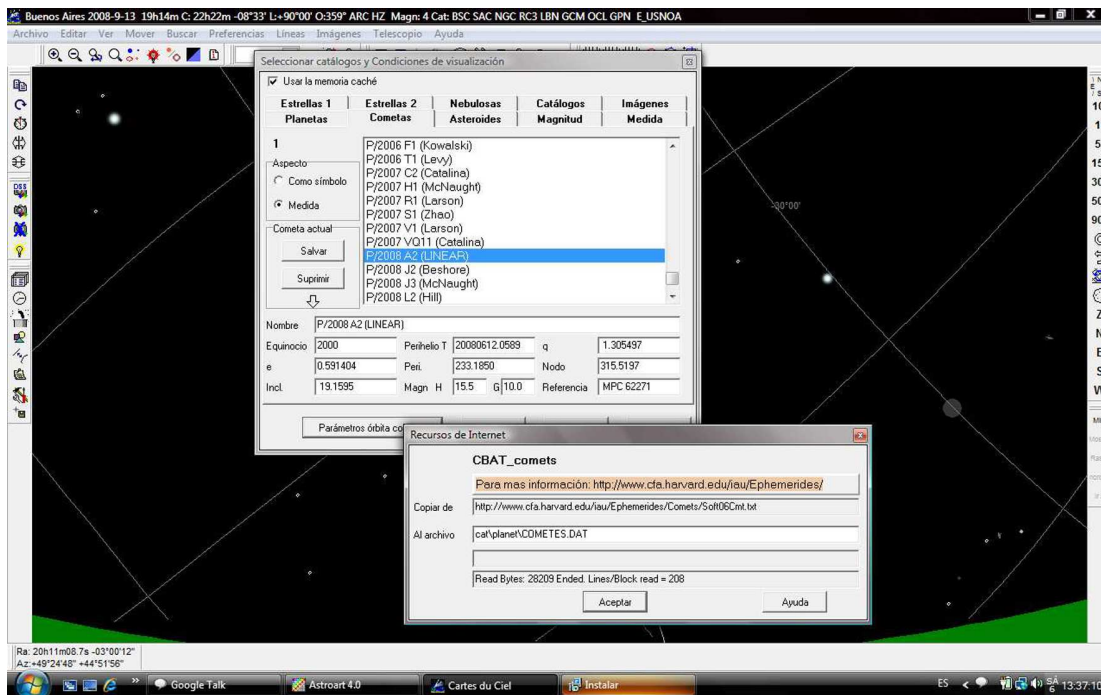 Buenos Aires 2008-9-13 19h14m C: 22h22m -08°33' L:+90°00' O:359° ARC HZ Magn: 4 Cat: BSC SAC NGC RC3 LBN GCM OCL GPN E_USNOA
Archivo Editar Ver Mover Buscar Preferencias Líneas Imágenes Telescopio Ayuda
Seleccionar catálogos y Condiciones de visualización
Usar la memoria caché
Estrellas 1 Estrellas 2 Nebulosas Catálogos Imágenes
Planetas Cometas Asteroides Magnitud Medida
1
Aspecto
Como símbolo
Medida
Cometa actual
Salvar
Suprimir
P/2006 F1 (Kowalski)
P/2006 T1 (Levy)
P/2007 C2 (Catalina)
P/2007 H1 (McNaught)
P/2007 R1 (Larson)
P/2007 S1 (Zhao)
P/2007 V1 (Larson)
P/2007 VQ11 (Catalina)
P/2008 A2 (LINEAR)
P/2008 J2 (Beshore)
P/2008 J3 (McNaught)
P/2008 L2 (Hill)
Nombre P/2008 A2 (LINEAR)
Equinocio 2000 Perihelio T 20080612.0589 q 1.305497
e 0.591404 Peri. 233.1850 Nodo 315.5197
Incl. 19.1595 Magn H 15.5 G 10.0 Referencia MPC 62271
Parámetros órbita
-30°00'
DSS
Recursos de Internet
CBAT_comets
Para mas información: http://www.cfa.harvard.edu/iau/Ephemerides/
Copiar de http://www.cfa.harvard.edu/iau/Ephemerides/Comets/Soft06Cmt.txt
Al archivo cat\planet\COMETES.DAT
Read Bytes: 28209 Ended. Lines/Block read = 208
Aceptar Ayuda
Ra: 20h11m08.7s -03°00'12"
Az:+49°24'48" +44°51'56"
Google Talk Astroart 4.0 Cartes du Ciel Instalar ES 13:37:10